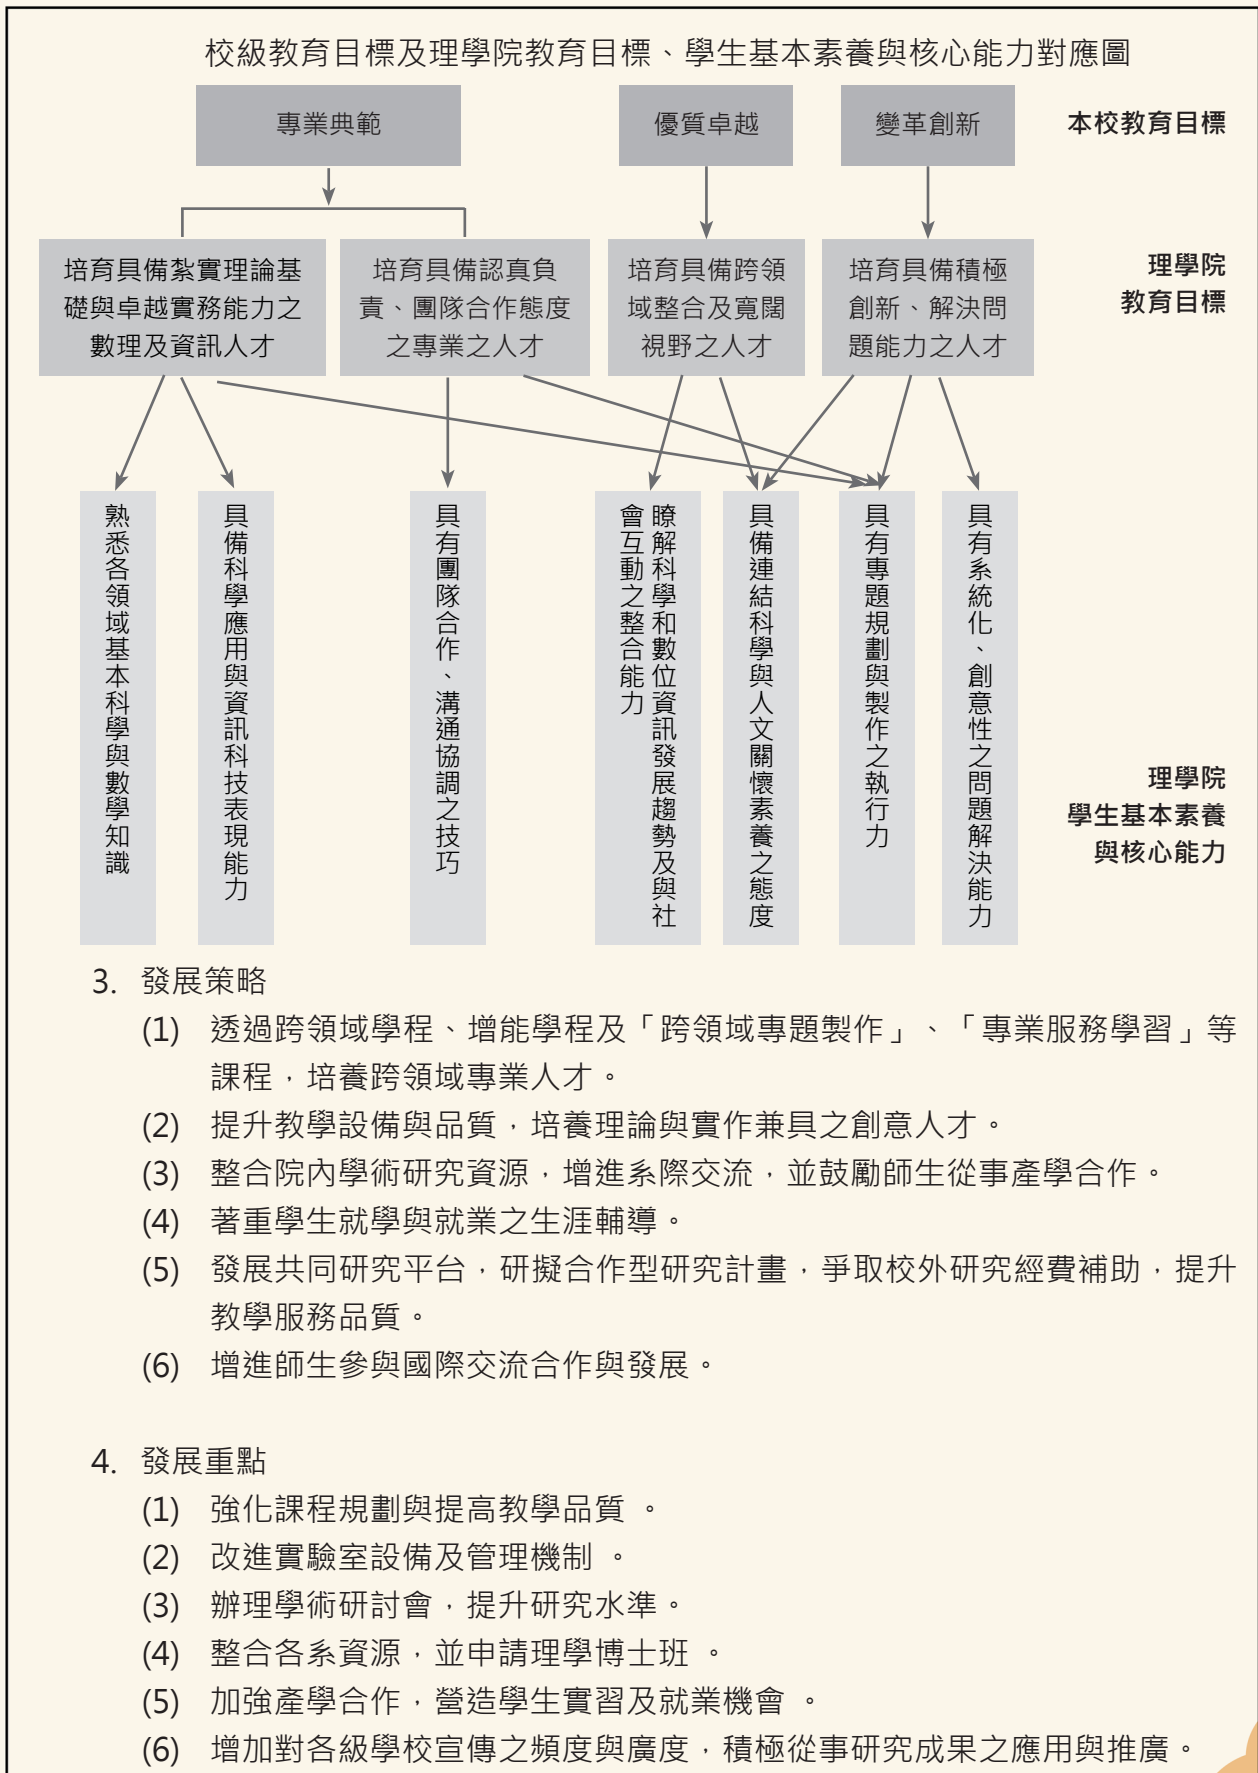 校級教育目標及理學院教育目標、學生基本素養與核心能力對應圖
專業典範
優質卓越
變革創新
本校教育目標
培育具備紮實理論基
礎與卓越實務能力之
數理及資訊人才
培育具備認真負
責、團隊合作態度
之專業之人才
培育具備跨領
域整合及寬闊
視野之人才
培育具備積極
創新、解決問
題能力之人才
理學院
教育目標
熟悉各領域基本科學與數學知識
具備科學應用與資訊科技表現能力
具有團隊合作、溝通協調之技巧
瞭解科學和數位資訊發展趨勢及與社
會互動之整合能力
具備連結科學與人文關懷素養之態度
具有專題規劃與製作之執行力
具有系統化、創意性之問題解決能力
理學院
學生基本素養
與核心能力
3. 發展策略
(1) 透過跨領域學程、增能學程及「跨領域專題製作」、「專業服務學習」等
課程，培養跨領域專業人才。
(2) 提升教學設備與品質，培養理論與實作兼具之創意人才。
(3) 整合院內學術研究資源，增進系際交流，並鼓勵師生從事產學合作。
(4) 著重學生就學與就業之生涯輔導。
(5) 發展共同研究平台，研擬合作型研究計畫，爭取校外研究經費補助，提升
教學服務品質。
(6) 增進師生參與國際交流合作與發展。
4. 發展重點
(1) 強化課程規劃與提高教學品質 。
(2) 改進實驗室設備及管理機制 。
(3) 辦理學術研討會，提升研究水準。
(4) 整合各系資源，並申請理學博士班 。
(5) 加強產學合作，營造學生實習及就業機會 。
(6) 增加對各級學校宣傳之頻度與廣度，積極從事研究成果之應用與推廣。